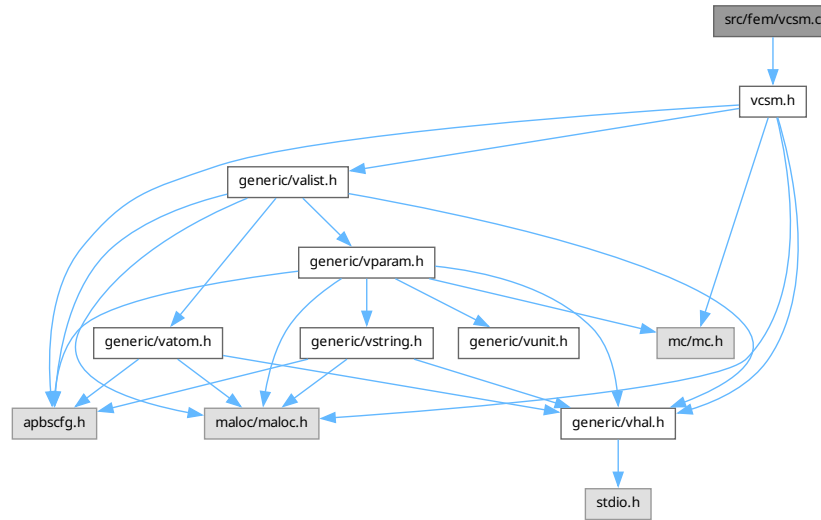 src/fem/vcsm.c
vcsm.h
generic/valist.h
generic/vparam.h
generic/vatom.h
generic/vstring.h
generic/vunit.h
mc/mc.h
apbscfg.h
maloc/maloc.h
generic/vhal.h
stdio.h